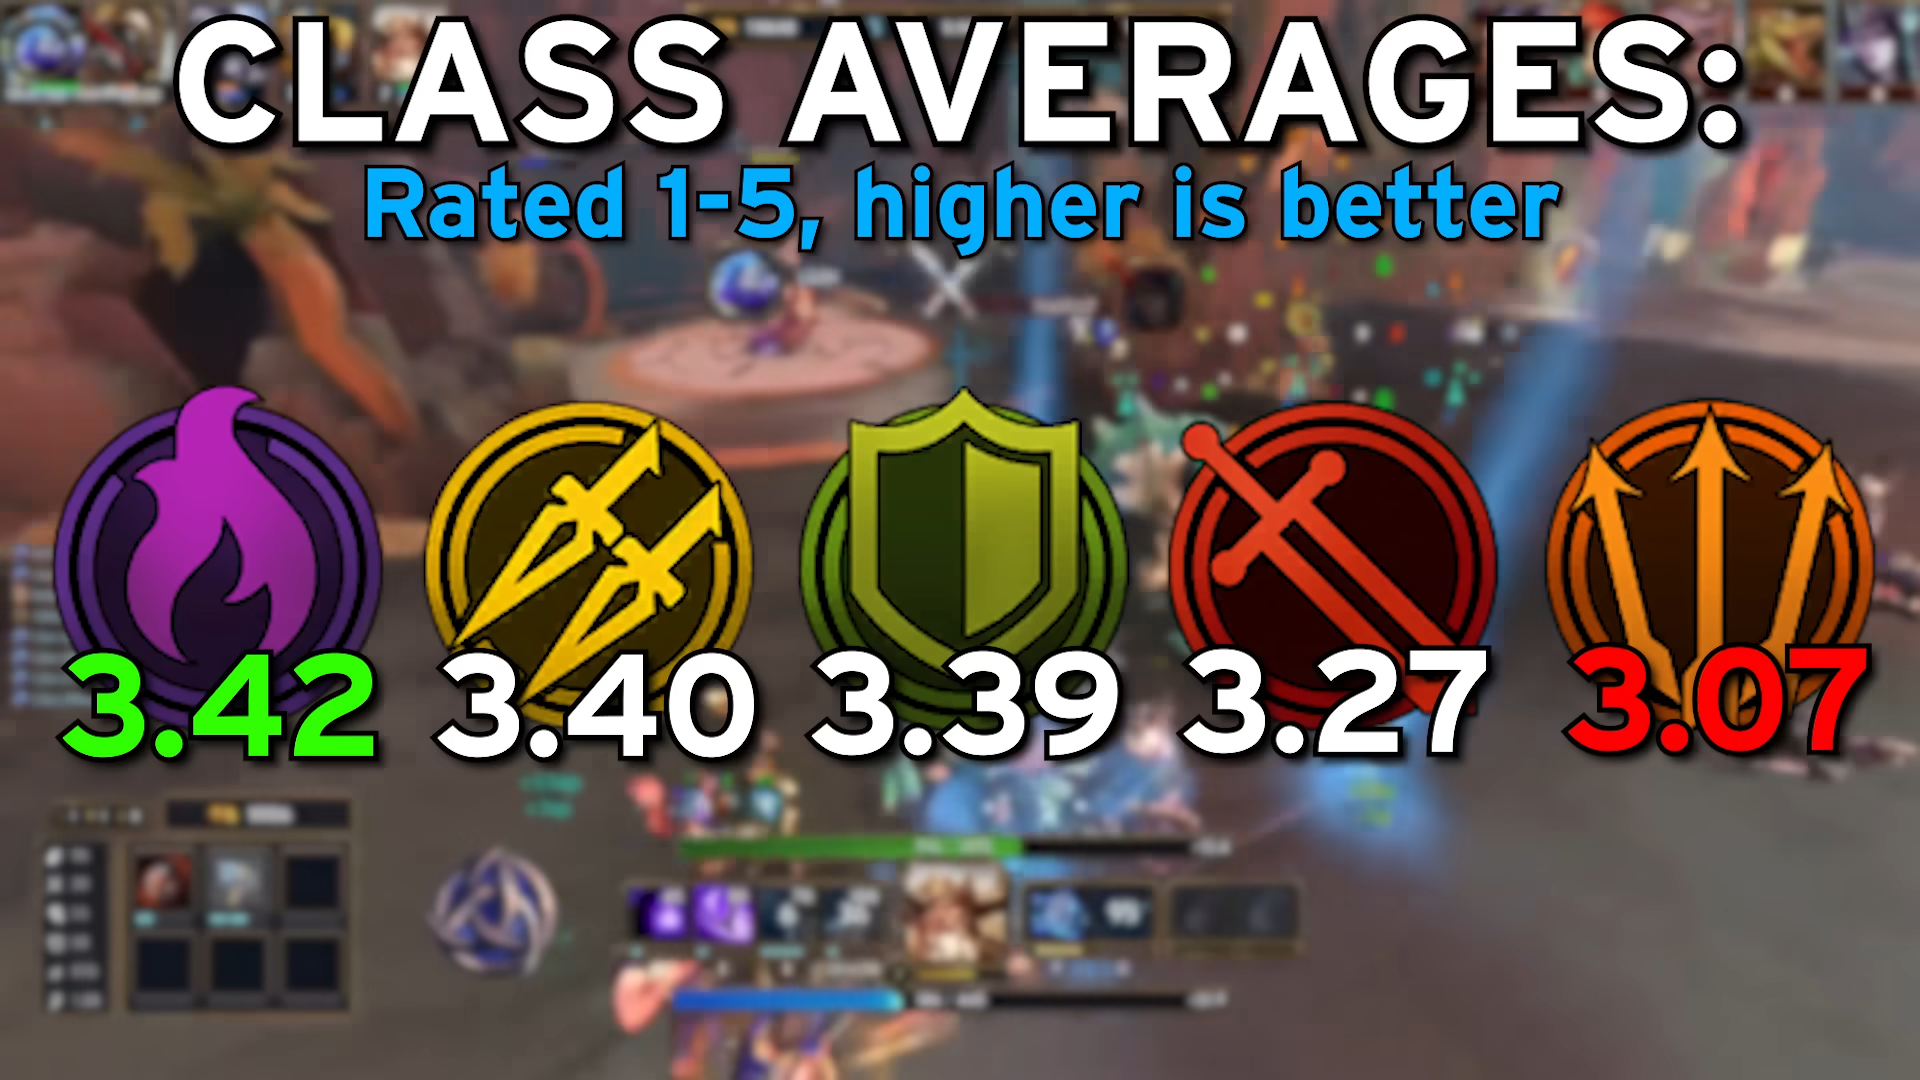 CLASS AVERAGES:
Rated 1-5, higher is better
3.42 3.40 3.39 3.27 3.07